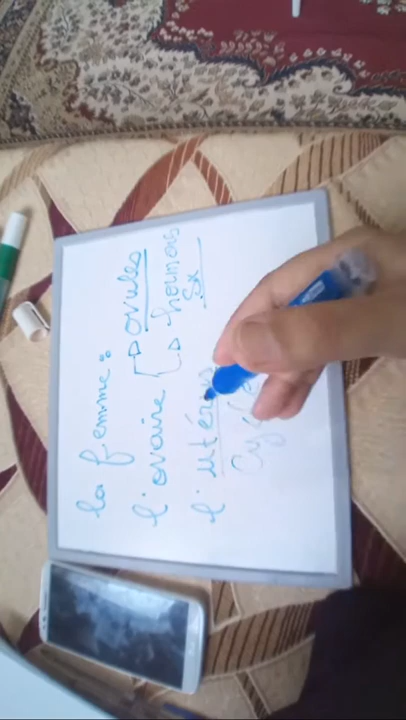 la femme :
l'ovaire → ovules
→ hormones
Sx
l'utérus